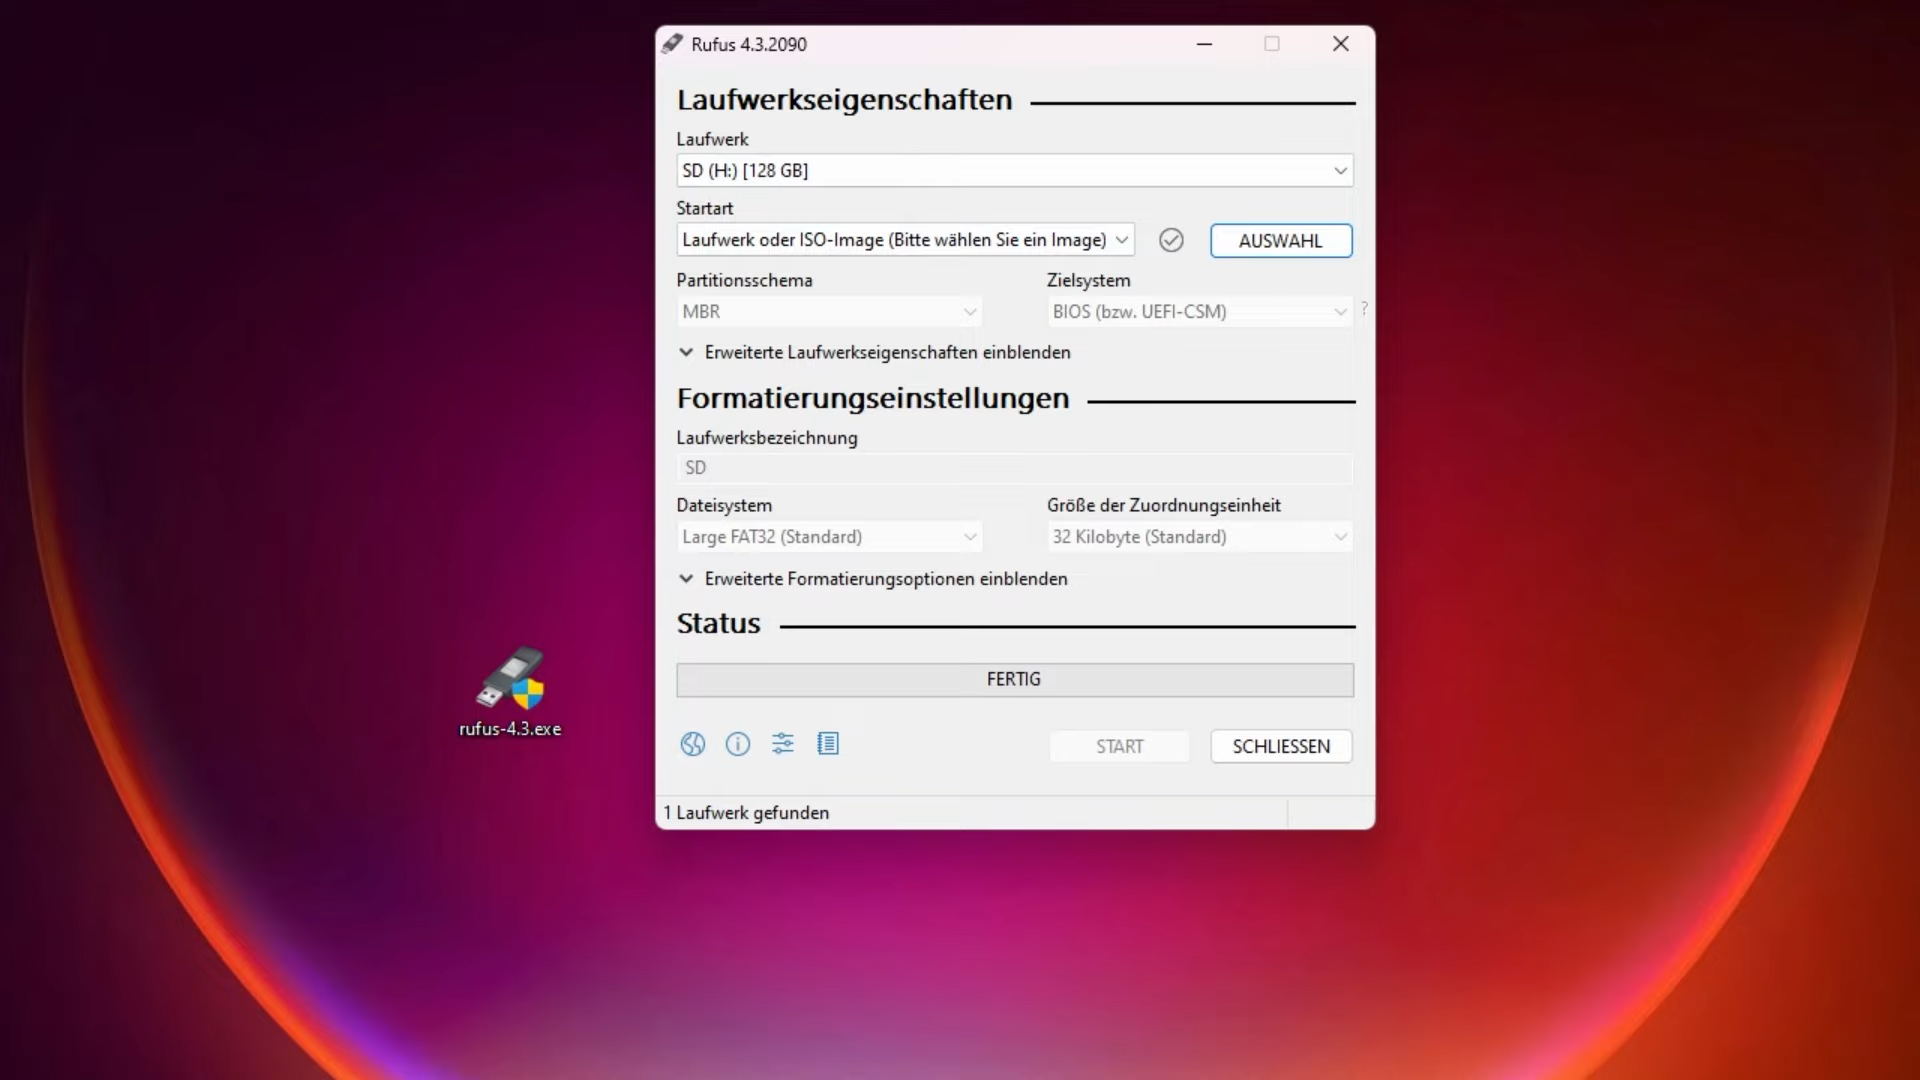 Rufus 4.3.2090
Laufwerkseigenschaften
Laufwerk
SD (H:) [128 GB]
Startart
Laufwerk oder ISO-Image (Bitte wählen Sie ein Image)
AUSWAHL
Partitionsschema
Zielsystem
MBR
BIOS (bzw. UEFI-CSM)
?
Erweiterte Laufwerkseigenschaften einblenden
Formatierungseinstellungen
Laufwerksbezeichnung
SD
Dateisystem
Größe der Zuordnungseinheit
Large FAT32 (Standard)
32 Kilobyte (Standard)
Erweiterte Formatierungsoptionen einblenden
Status
FERTIG
rufus-4.3.exe
START
SCHLIESSEN
1 Laufwerk gefunden